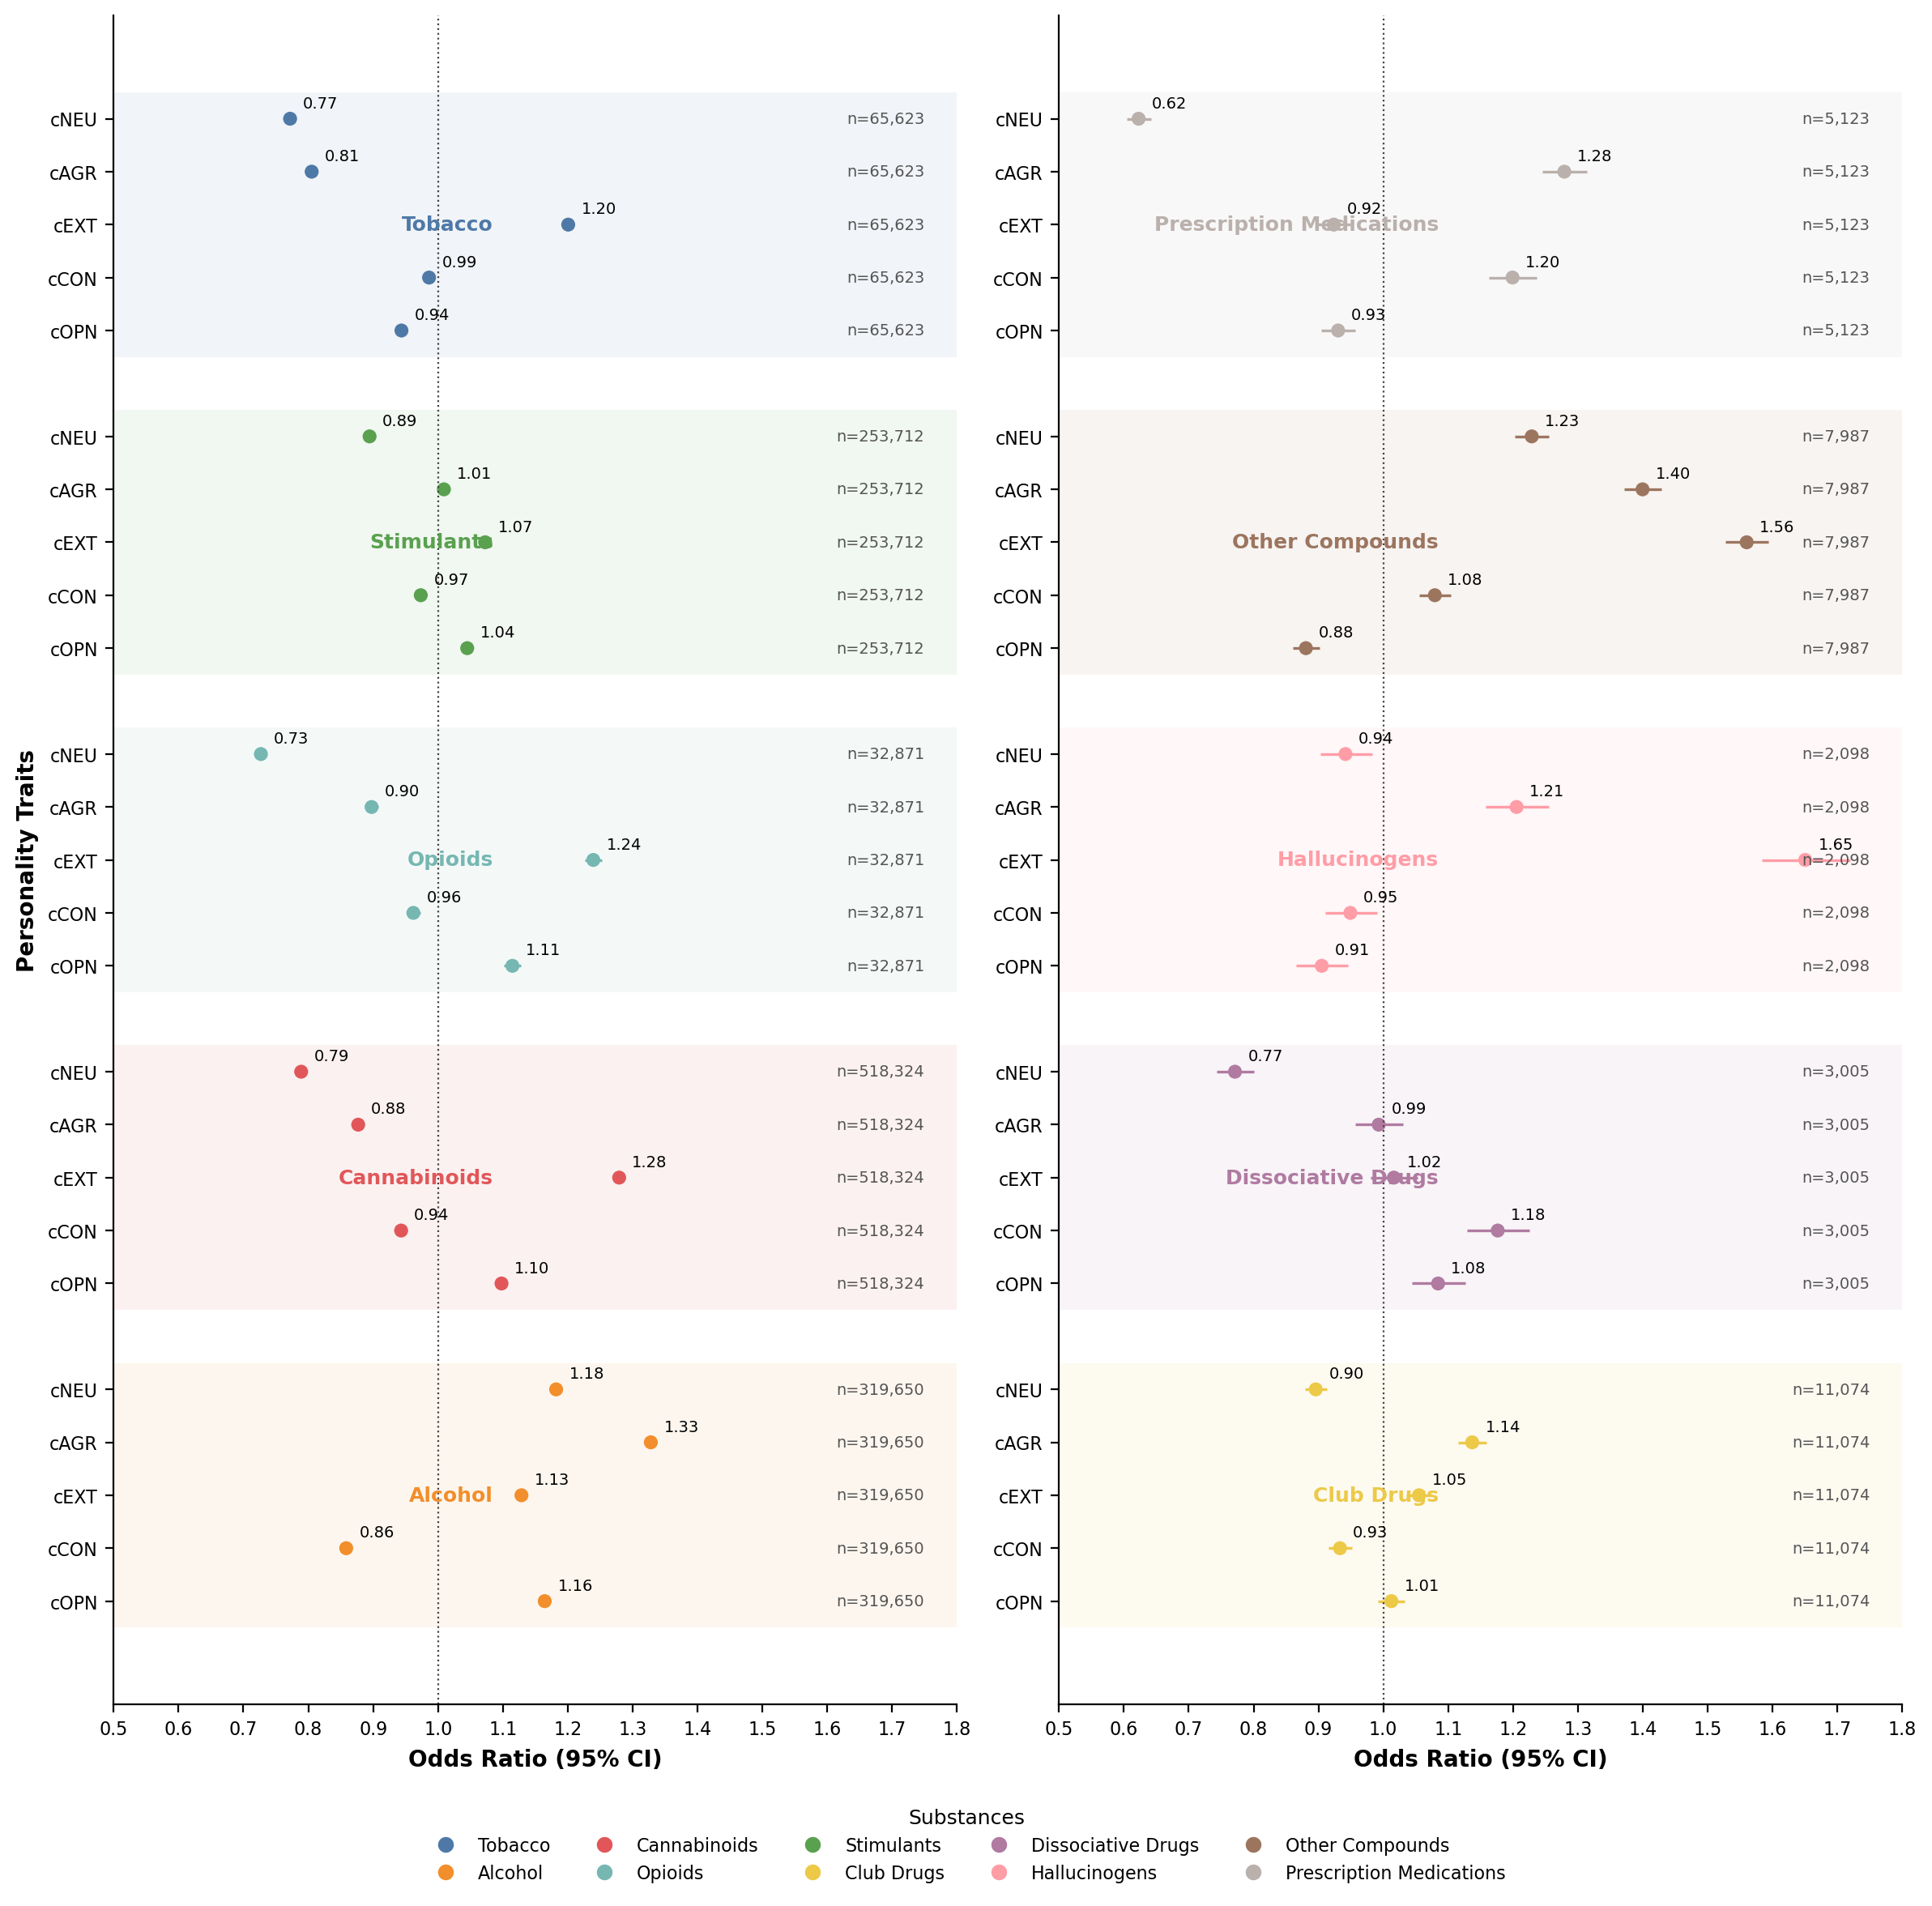 Personality Traits
cNEU 0.77 n=65,623
cAGR 0.81 n=65,623
cEXT Tobacco 1.20 n=65,623
cCON 0.99 n=65,623
cOPN 0.94 n=65,623
cNEU 0.89 n=253,712
cAGR 1.01 n=253,712
cEXT Stimulants 1.07 n=253,712
cCON 0.97 n=253,712
cOPN 1.04 n=253,712
cNEU 0.73 n=32,871
cAGR 0.90 n=32,871
cEXT Opioids 1.24 n=32,871
cCON 0.96 n=32,871
cOPN 1.11 n=32,871
cNEU 0.79 n=518,324
cAGR 0.88 n=518,324
cEXT Cannabinoids 1.28 n=518,324
cCON 0.94 n=518,324
cOPN 1.10 n=518,324
cNEU 1.18 n=319,650
cAGR 1.33 n=319,650
cEXT Alcohol 1.13 n=319,650
cCON 0.86 n=319,650
cOPN 1.16 n=319,650
0.5 0.6 0.7 0.8 0.9 1.0 1.1 1.2 1.3 1.4 1.5 1.6 1.7 1.8
Odds Ratio (95% CI)
cNEU 0.62 n=5,123
cAGR 1.28 n=5,123
cEXT Prescription Medications 0.92 n=5,123
cCON 1.20 n=5,123
cOPN 0.93 n=5,123
cNEU 1.23 n=7,987
cAGR 1.40 n=7,987
cEXT Other Compounds 1.56 n=7,987
cCON 1.08 n=7,987
cOPN 0.88 n=7,987
cNEU 0.94 n=2,098
cAGR 1.21 n=2,098
cEXT Hallucinogens 1.65 n=2,098
cCON 0.95 n=2,098
cOPN 0.91 n=2,098
cNEU 0.77 n=3,005
cAGR 0.99 n=3,005
cEXT Dissociative Drugs 1.02 n=3,005
cCON 1.18 n=3,005
cOPN 1.08 n=3,005
cNEU 0.90 n=11,074
cAGR 1.14 n=11,074
cEXT Club Drugs 1.05 n=11,074
cCON 0.93 n=11,074
cOPN 1.01 n=11,074
0.5 0.6 0.7 0.8 0.9 1.0 1.1 1.2 1.3 1.4 1.5 1.6 1.7 1.8
Odds Ratio (95% CI)
Substances
Tobacco Cannabinoids Stimulants Dissociative Drugs Other Compounds
Alcohol Opioids Club Drugs Hallucinogens Prescription Medications